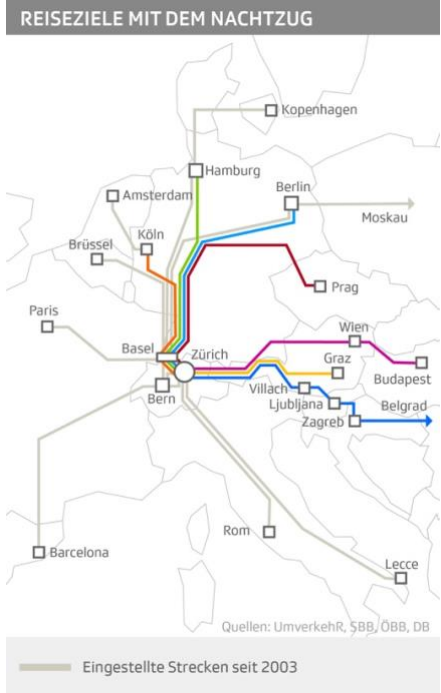 REISEZIELE MIT DEM NACHTZUG
Kopenhagen
Hamburg
Amsterdam
Berlin
Moskau
Köln
Brüssel
Prag
Paris
Wien
Basel
Zürich
Graz
Budapest
Villach
Bern
Ljubljana
Belgrad
Zagreb
Rom
Barcelona
Lecce
Quellen: UmverkehR, SBB, ÖBB, DB
Eingestellte Strecken seit 2003